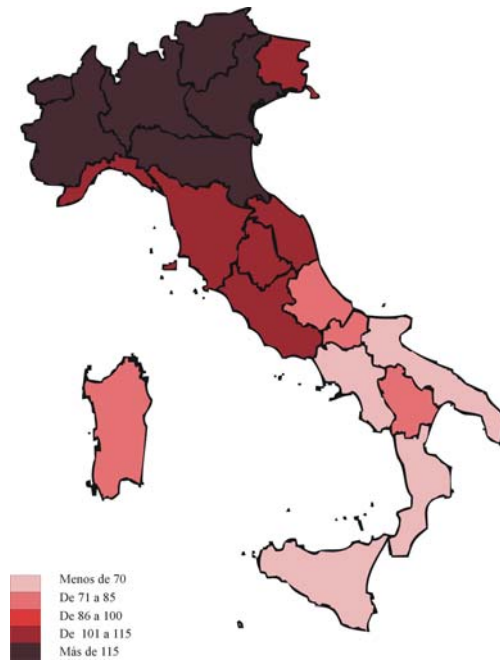 Menos de 70
De 71 a 85
De 86 a 100
De 101 a 115
Más de 115